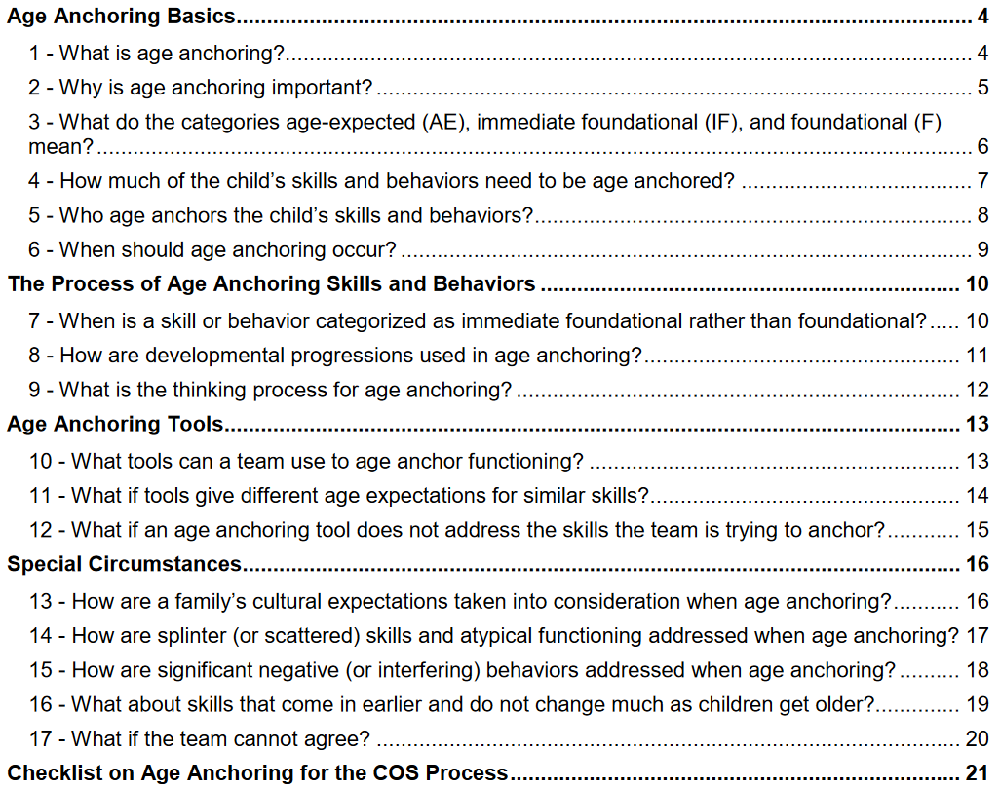 Age Anchoring Basics.......... 4
1 - What is age anchoring?.......... 4
2 - Why is age anchoring important? .......... 5
3 - What do the categories age-expected (AE), immediate foundational (IF), and foundational (F)
mean?.......... 6
4 - How much of the child’s skills and behaviors need to be age anchored? .......... 7
5 - Who age anchors the child’s skills and behaviors?.......... 8
6 - When should age anchoring occur? .......... 9
The Process of Age Anchoring Skills and Behaviors .......... 10
7 - When is a skill or behavior categorized as immediate foundational rather than foundational?..... 10
8 - How are developmental progressions used in age anchoring?.......... 11
9 - What is the thinking process for age anchoring? .......... 12
Age Anchoring Tools.......... 13
10 - What tools can a team use to age anchor functioning? .......... 13
11 - What if tools give different age expectations for similar skills?.......... 14
12 - What if an age anchoring tool does not address the skills the team is trying to anchor?.......... 15
Special Circumstances.......... 16
13 - How are a family’s cultural expectations taken into consideration when age anchoring?.......... 16
14 - How are splinter (or scattered) skills and atypical functioning addressed when age anchoring? 17
15 - How are significant negative (or interfering) behaviors addressed when age anchoring? .......... 18
16 - What about skills that come in earlier and do not change much as children get older?.......... 19
17 - What if the team cannot agree? .......... 20
Checklist on Age Anchoring for the COS Process.......... 21